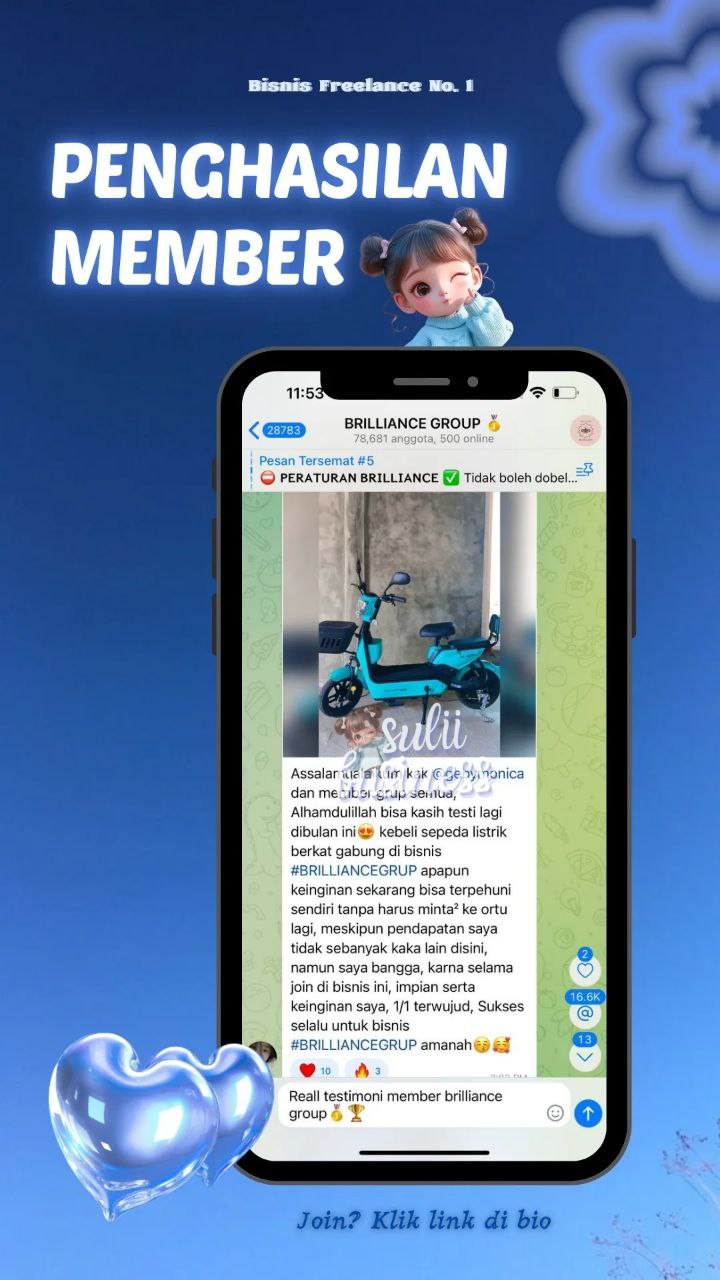 Bisnis Freelance No. 1
PENGHASILAN
MEMBER
11:53
28783
BRILLIANCE GROUP 🥇
78,681 anggota, 500 online
Pesan Tersemat #5
⛔ PERATURAN BRILLIANCE ✅ Tidak boleh dobel...
sulii
business
Assalamualaikum kak @gebymonica
dan member grup semua,
Alhamdulillah bisa kasih testi lagi
dibulan ini😍 kebeli sepeda listrik
berkat gabung di bisnis
#BRILLIANCEGRUP apapun
keinginan sekarang bisa terpehuni
sendiri tanpa harus minta² ke ortu
lagi, meskipun pendapatan saya
tidak sebanyak kaka lain disini,
namun saya bangga, karna selama
join di bisnis ini, impian serta
keinginan saya, 1/1 terwujud, Sukses
selalu untuk bisnis
#BRILLIANCEGRUP amanah😚🥰
2
16.6K
13
❤️ 10 🔥 3
Reall testimoni member brilliance
group🥇🏆
Join? Klik link di bio